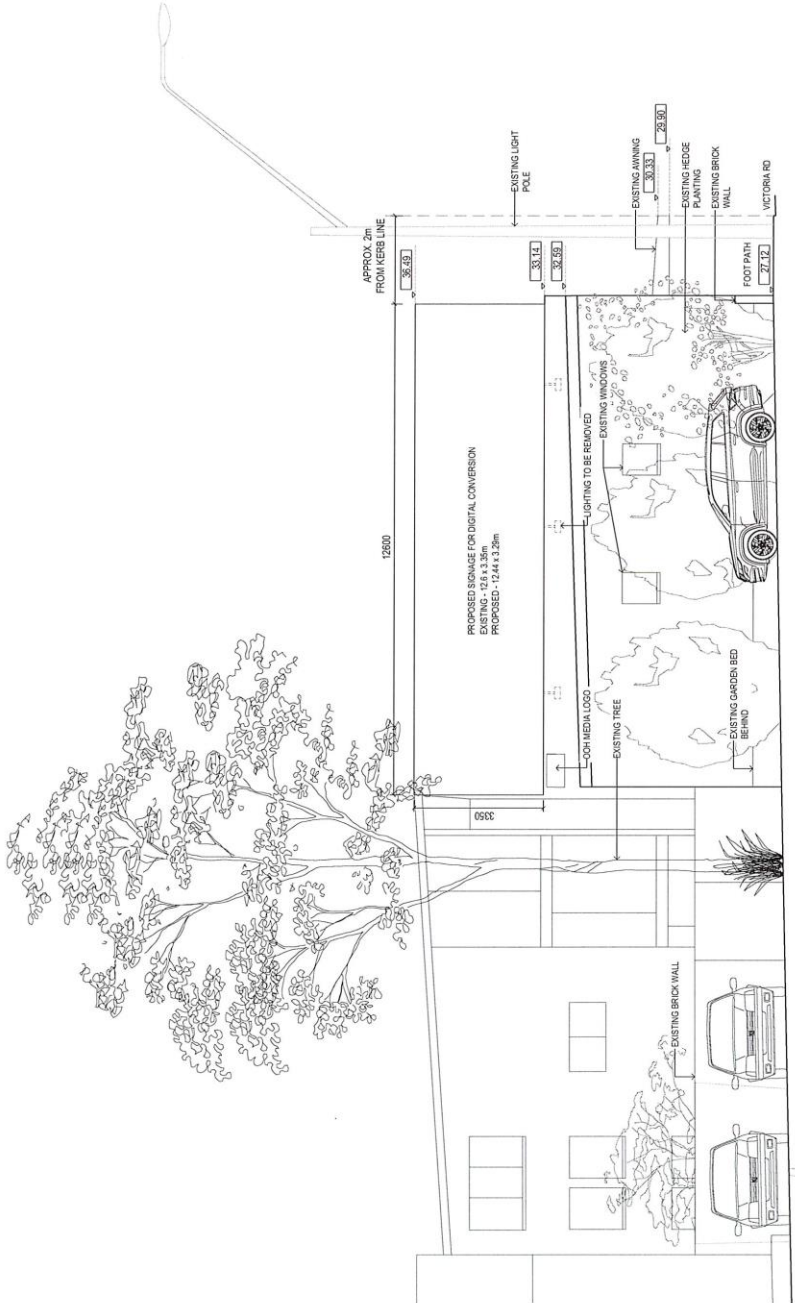 12600
APPROX. 2m
FROM KERB LINE
36.49
EXISTING LIGHT
POLE
PROPOSED SIGNAGE FOR DIGITAL CONVERSION
EXISTING - 12.6 x 3.35m
PROPOSED - 12.44 x 3.29m
3350
33.14
32.59
OOH MEDIA LOGO
LIGHTING TO BE REMOVED
EXISTING WINDOWS
EXISTING AWNING
30.33
29.90
EXISTING TREE
EXISTING HEDGE
PLANTING
EXISTING BRICK WALL
EXISTING GARDEN BED
BEHIND
EXISTING BRICK
WALL
FOOT PATH
27.12
VICTORIA RD